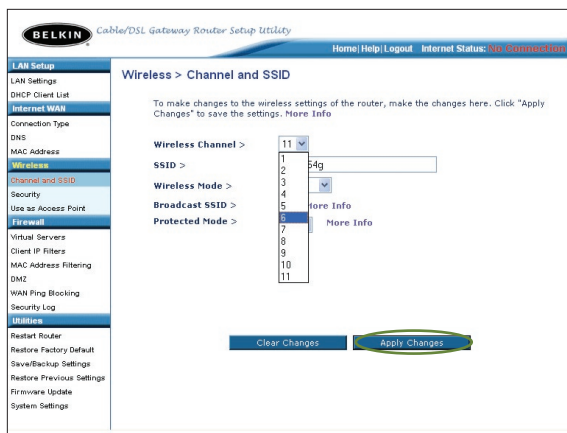 BELKIN Cable/DSL Gateway Router Setup Utility
Home| Help| Logout Internet Status: No Connection
LAN Setup
LAN Settings
DHCP Client List
Internet WAN
Connection Type
DNS
MAC Address
Wireless
Channel and SSID
Security
Use as Access Point
Firewall
Virtual Servers
Client IP Filters
MAC Address Filtering
DMZ
WAN Ping Blocking
Security Log
Utilities
Restart Router
Restore Factory Default
Save/Backup Settings
Restore Previous Settings
Firmware Update
System Settings
Wireless > Channel and SSID
To make changes to the wireless settings of the router, make the changes here. Click "Apply
Changes" to save the settings. More Info
Wireless Channel > 11
SSID > 54g
Wireless Mode >
Broadcast SSID > More Info
Protected Mode > More Info
1
2
3
4
5
6
7
8
9
10
11
Clear Changes Apply Changes